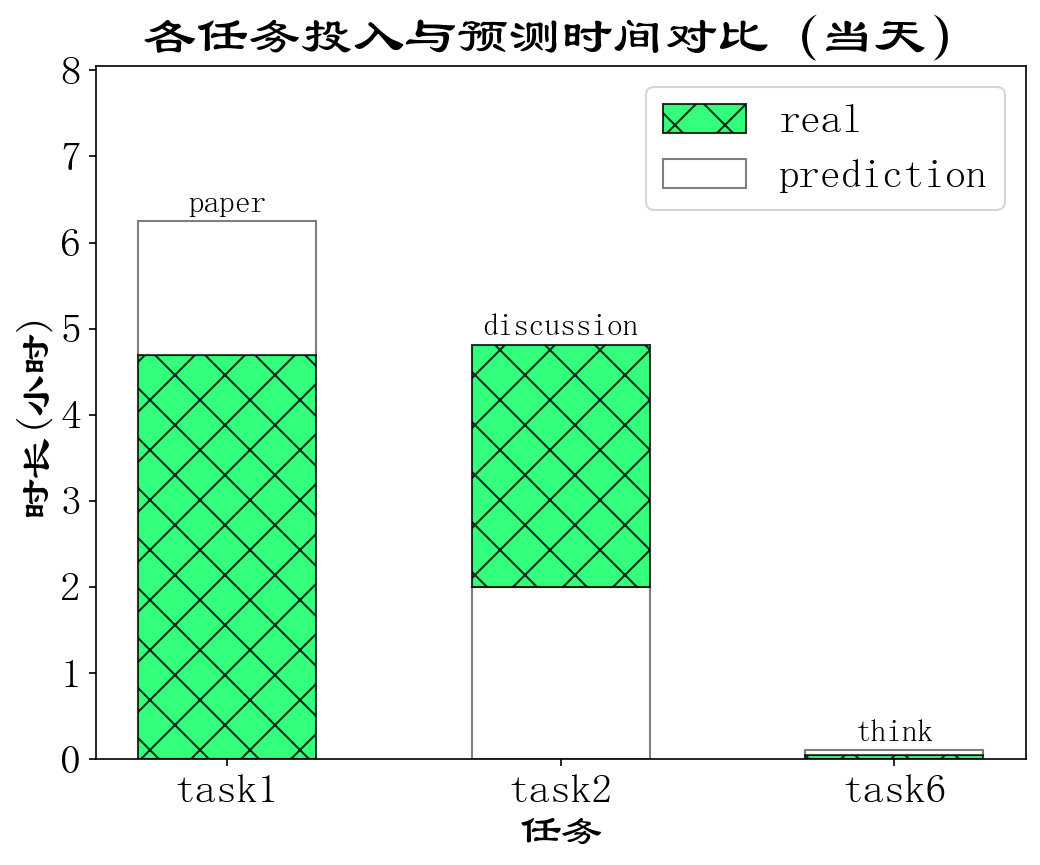 各任务投入与预测时间对比 (当天)
real
prediction
paper
discussion
think
8
7
6
5
4
3
2
1
0
时长(小时)
task1 task2 task6
任务